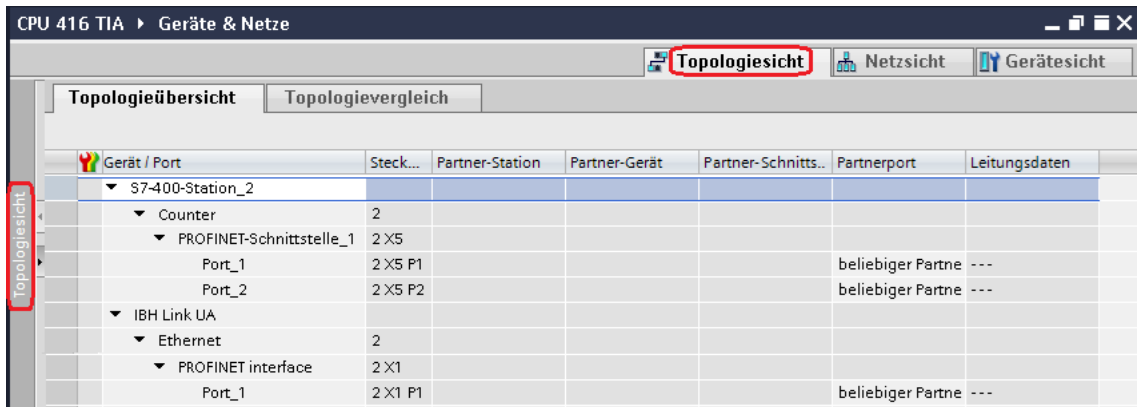 CPU 416 TIA ▸ Geräte & Netze
Topologiesicht Netzsicht Gerätesicht
Topologieübersicht Topologievergleich
Gerät / Port Steck... Partner-Station Partner-Gerät Partner-Schnitts.. Partnerport Leitungsdaten
S7-400-Station_2
Counter 2
PROFINET-Schnittstelle_1 2 X5
Port_1 2 X5 P1 beliebiger Partne ---
Port_2 2 X5 P2 beliebiger Partne ---
IBH Link UA
Ethernet 2
PROFINET interface 2 X1
Port_1 2 X1 P1 beliebiger Partne ---
Topologiesicht